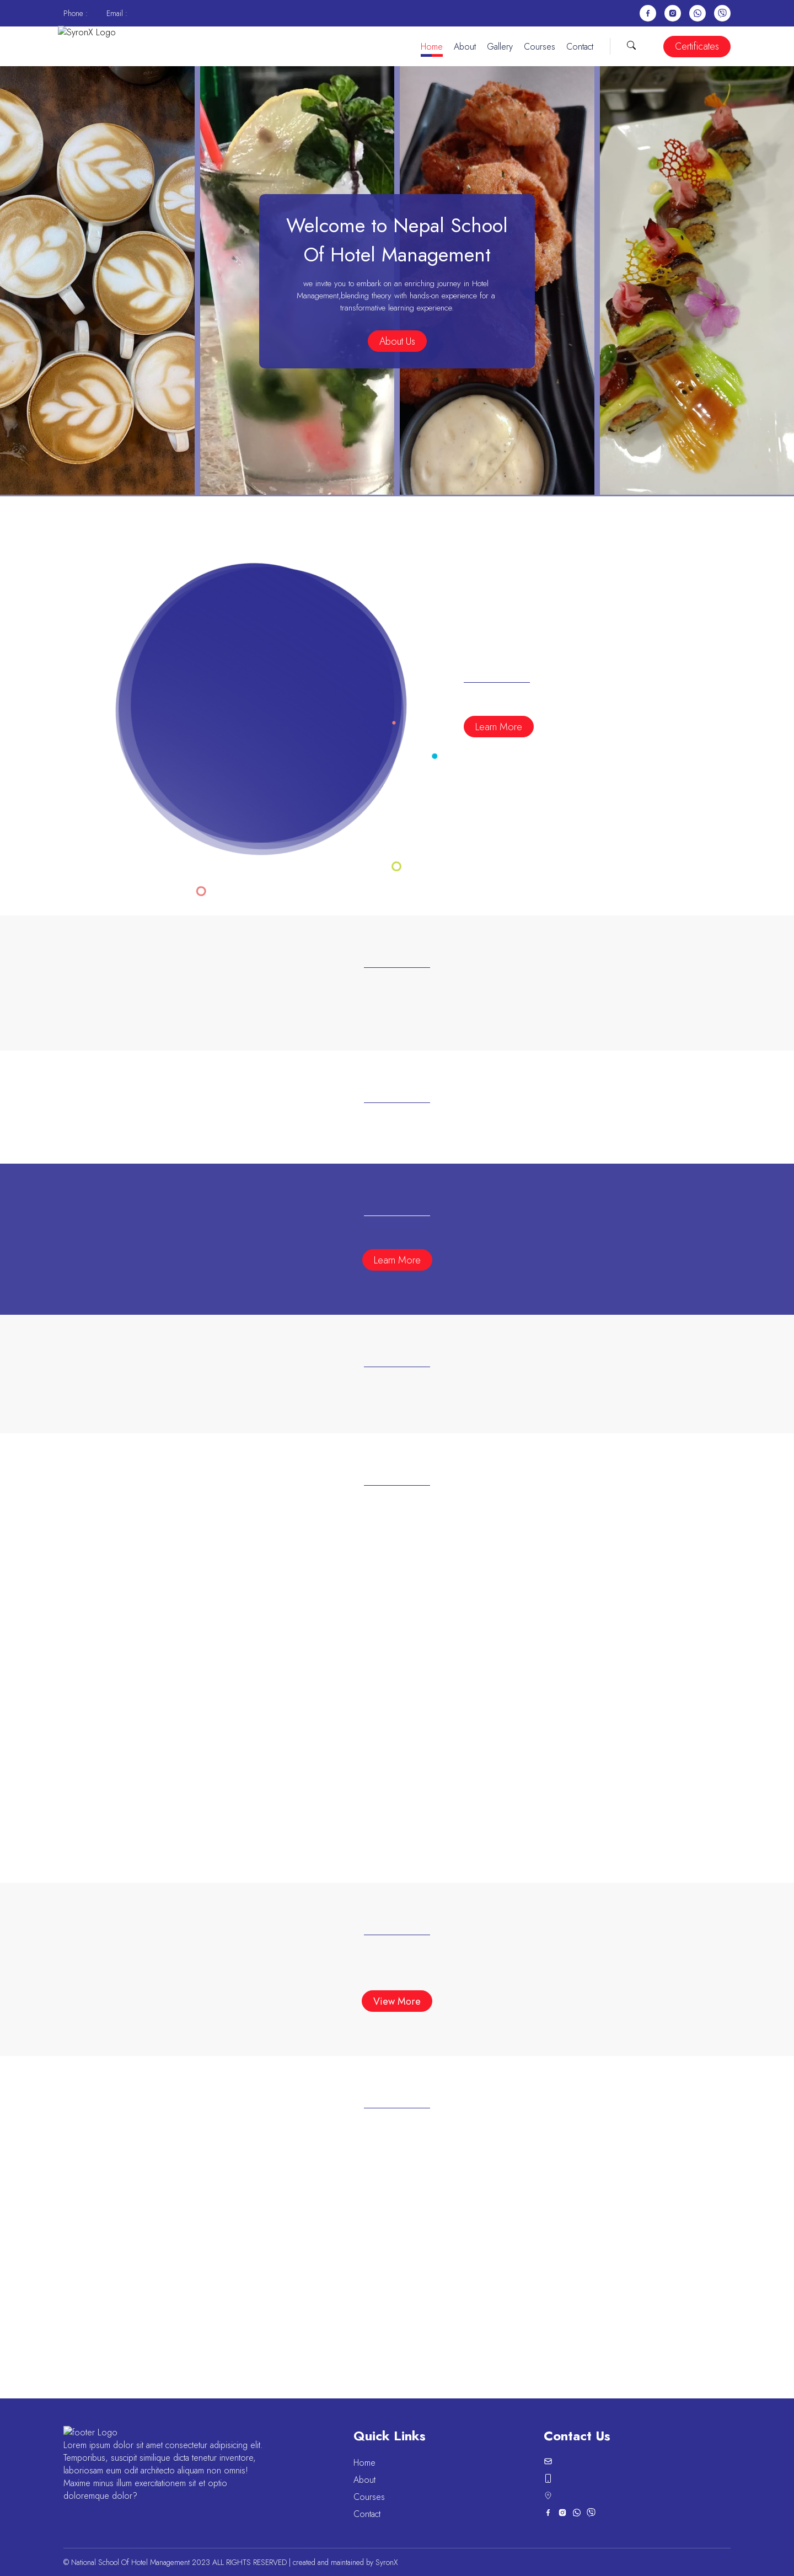 Phone :
Email :
SyronX Logo
Home
About
Gallery
Courses
Contact
Certificates
Welcome to Nepal School
Of Hotel Management
we invite you to embark on an enriching journey in Hotel
Management,blending theory with hands-on experience for a
transformative learning experience.
About Us
Learn More
Learn More
View More
footer Logo
Lorem ipsum dolor sit amet consectetur adipisicing elit.
Temporibus, suscipit similique dicta tenetur inventore,
laboriosam eum odit architecto aliquam non omnis!
Maxime minus illum exercitationem sit et optio
doloremque dolor?
Quick Links
Home
About
Courses
Contact
Contact Us
© National School Of Hotel Management 2023 ALL RIGHTS RESERVED | created and maintained by SyronX